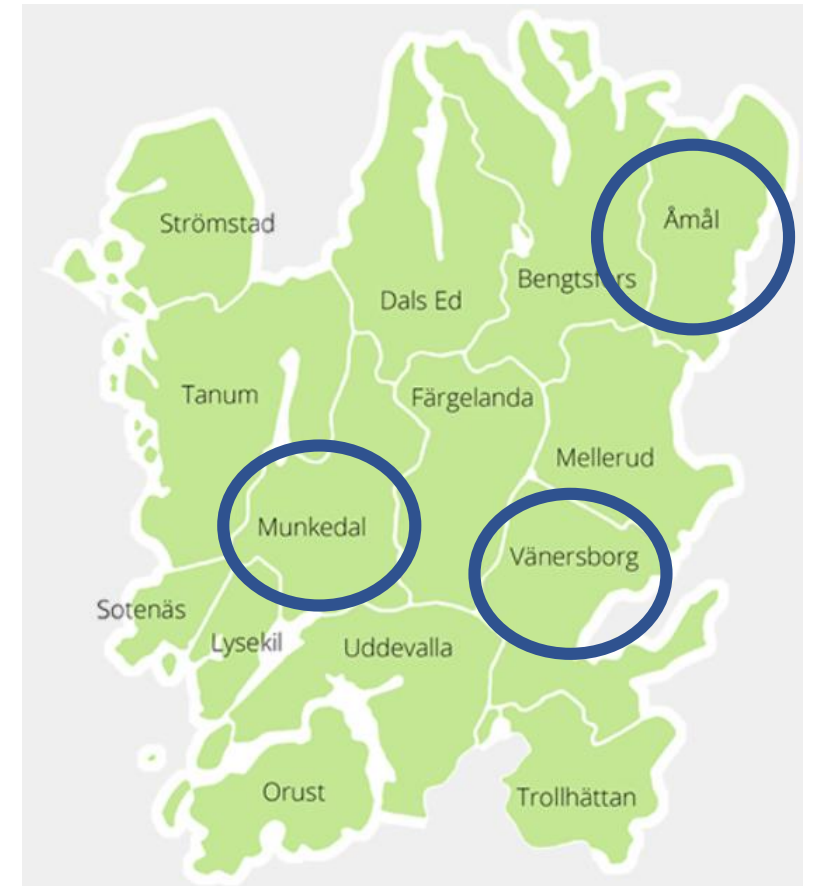 Åmål
Strömstad
Bengtsfors
Dals Ed
Tanum
Färgelanda
Mellerud
Munkedal
Vänersborg
Sotenäs
Lysekil
Uddevalla
Orust
Trollhättan